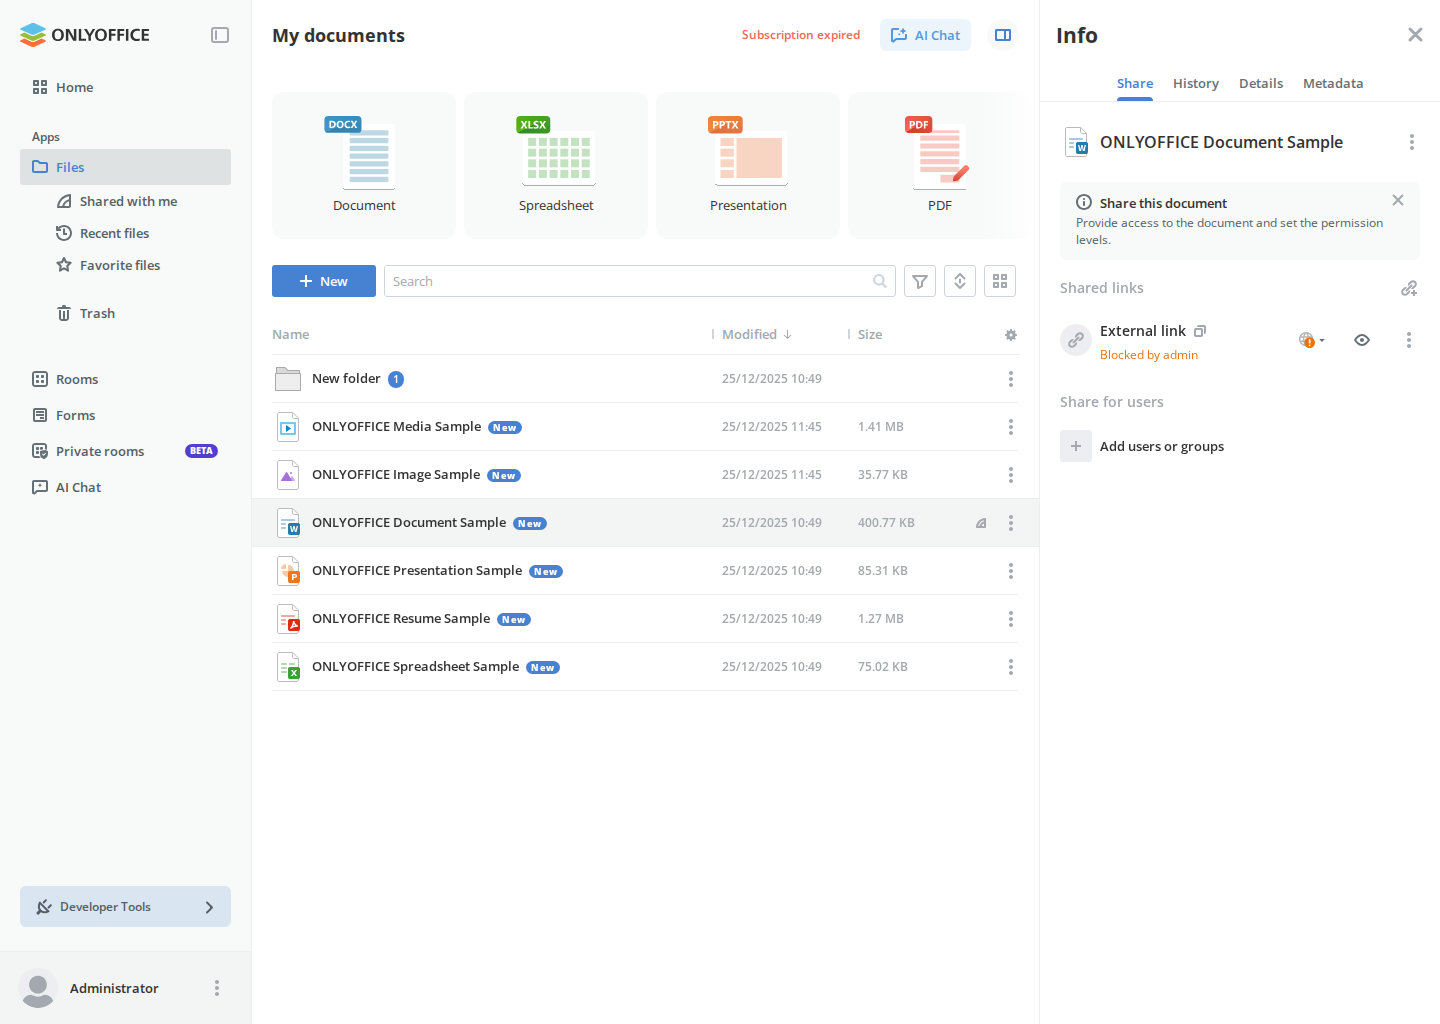 ONLYOFFICE
Home
Apps
Files
Shared with me
Recent files
Favorite files
Trash
Rooms
Forms
Private rooms BETA
AI Chat
Developer Tools
Administrator
My documents
Subscription expired
AI Chat
DOCX
Document
XLSX
Spreadsheet
PPTX
Presentation
PDF
PDF
New
Search
Name Modified Size
New folder 1 25/12/2025 10:49
ONLYOFFICE Media Sample New 25/12/2025 11:45 1.41 MB
ONLYOFFICE Image Sample New 25/12/2025 11:45 35.77 KB
W ONLYOFFICE Document Sample New 25/12/2025 10:49 400.77 KB
P ONLYOFFICE Presentation Sample New 25/12/2025 10:49 85.31 KB
ONLYOFFICE Resume Sample New 25/12/2025 10:49 1.27 MB
X ONLYOFFICE Spreadsheet Sample New 25/12/2025 10:49 75.02 KB
Info
Share History Details Metadata
W ONLYOFFICE Document Sample
Share this document
Provide access to the document and set the permission
levels.
Shared links
External link
Blocked by admin
Share for users
Add users or groups